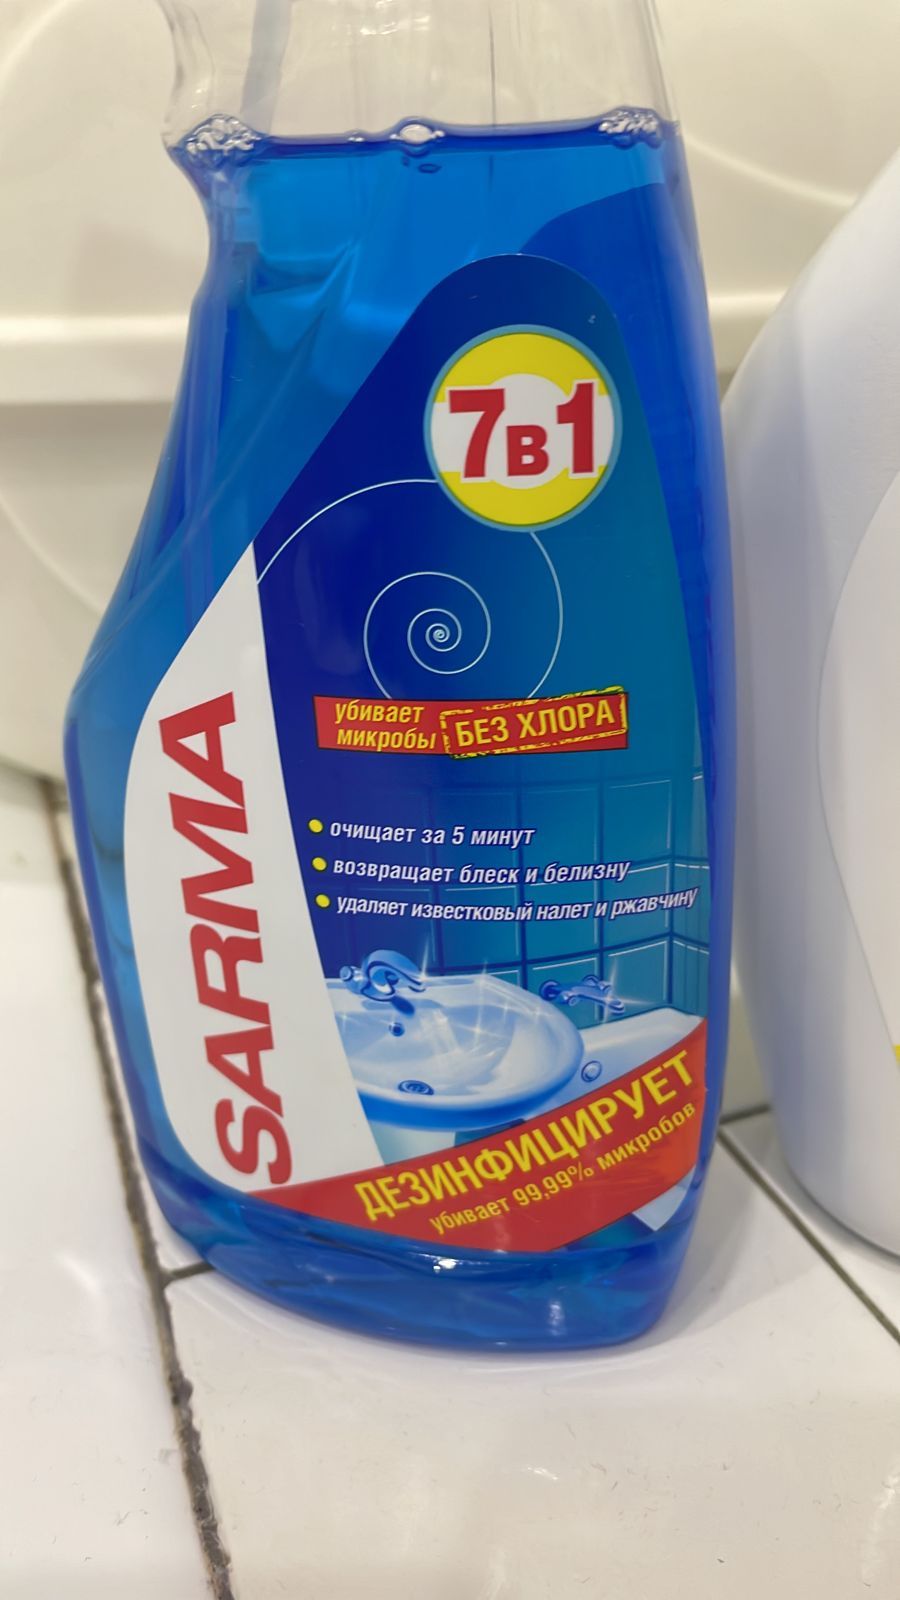 7в1
убивает
микробы
БЕЗ ХЛОРА
очищает за 5 минут
возвращает блеск и белизну
удаляет известковый налет и ржавчину
SARMA
ДЕЗИНФИЦИРУЕТ
убивает 99,99% микробов